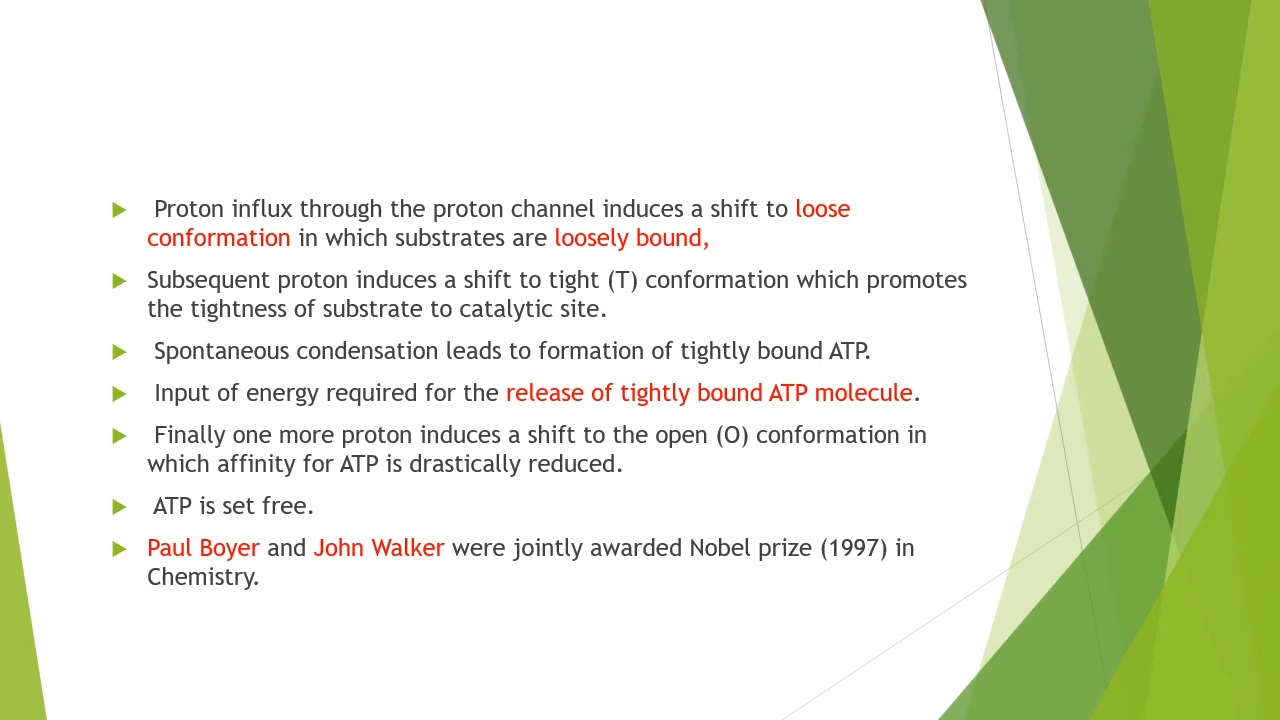 Proton influx through the proton channel induces a shift to loose
conformation in which substrates are loosely bound,
Subsequent proton induces a shift to tight (T) conformation which promotes
the tightness of substrate to catalytic site.
Spontaneous condensation leads to formation of tightly bound ATP.
Input of energy required for the release of tightly bound ATP molecule.
Finally one more proton induces a shift to the open (O) conformation in
which affinity for ATP is drastically reduced.
ATP is set free.
Paul Boyer and John Walker were jointly awarded Nobel prize (1997) in
Chemistry.